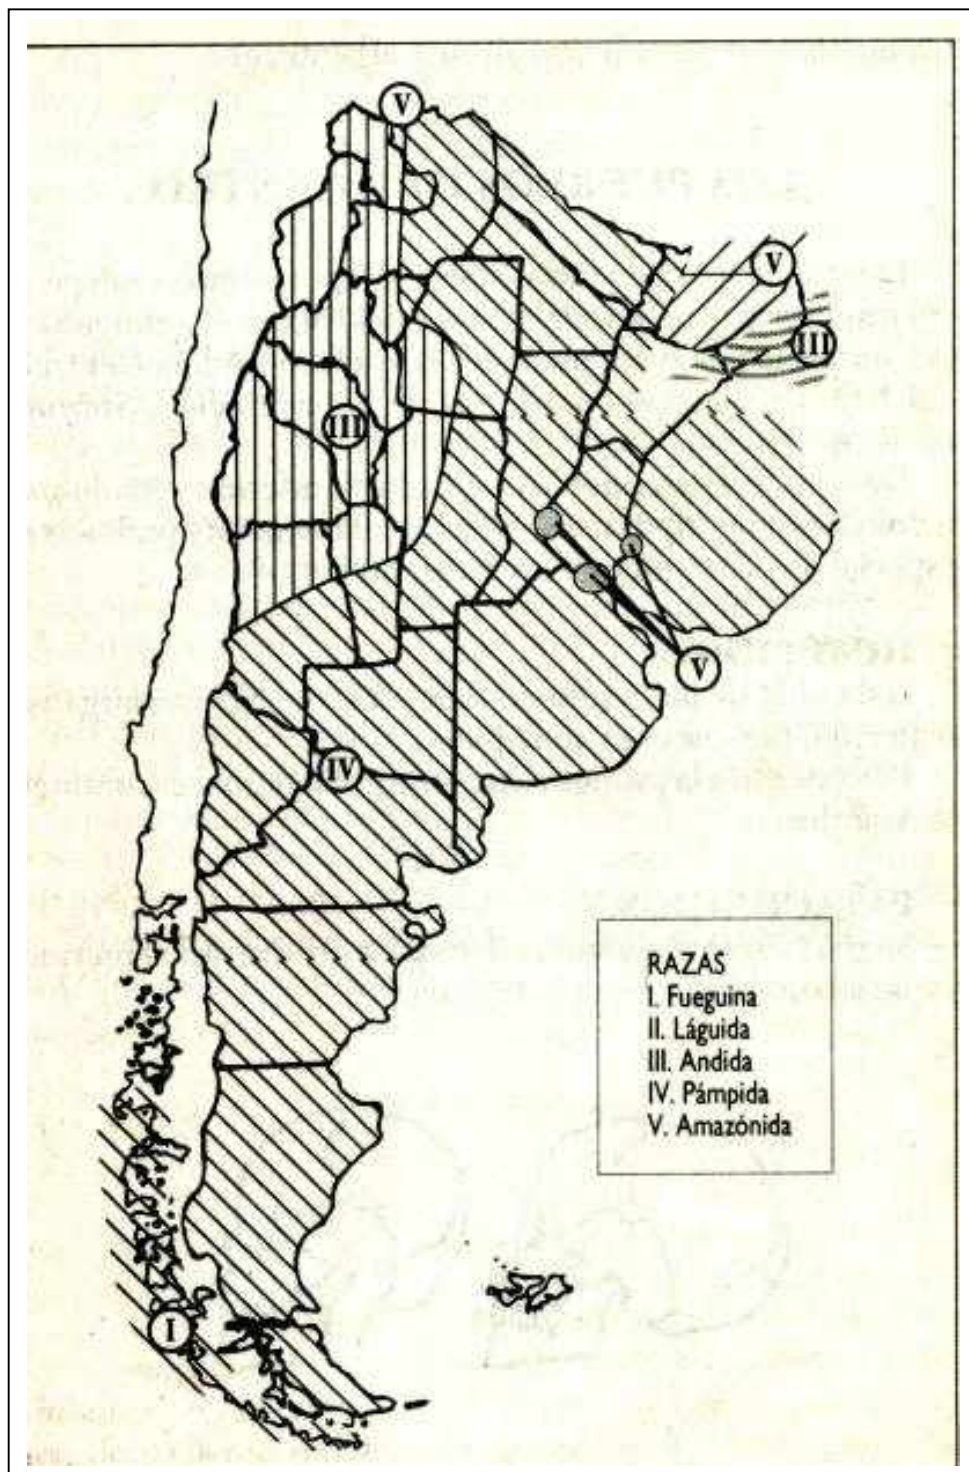 V
V
III
III
V
IV
RAZAS
I. Fueguina
II. Láguida
III. Andida
IV. Pámpida
V. Amazónida
I